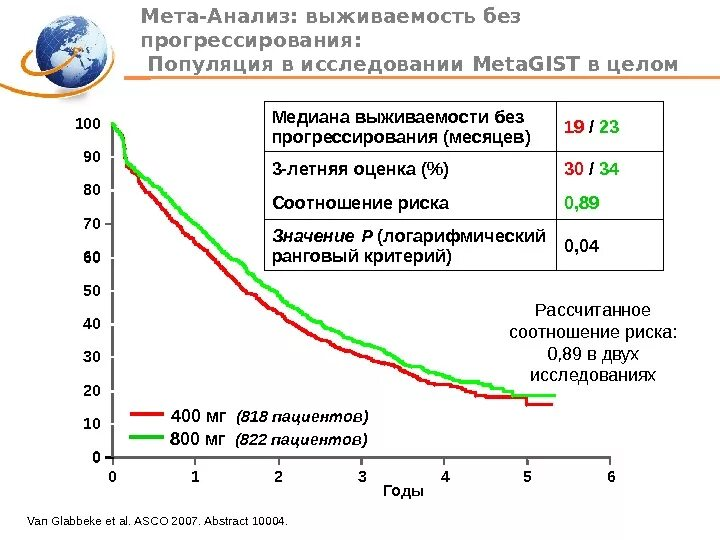 Мета-Анализ: выживаемость без
прогрессирования:
Популяция в исследовании MetaGIST в целом
Медиана выживаемости без
прогрессирования (месяцев)
19 / 23
3-летняя оценка (%)
30 / 34
Соотношение риска
0,89
Значение P (логарифмический
ранговый критерий)
0,04
100
90
80
70
60
50
40
30
20
10
0
Рассчитанное
соотношение риска:
0,89 в двух
исследованиях
400 мг (818 пациентов)
800 мг (822 пациентов)
0 1 2 3 4 5 6
Годы
Van Glabbeke et al. ASCO 2007. Abstract 10004.